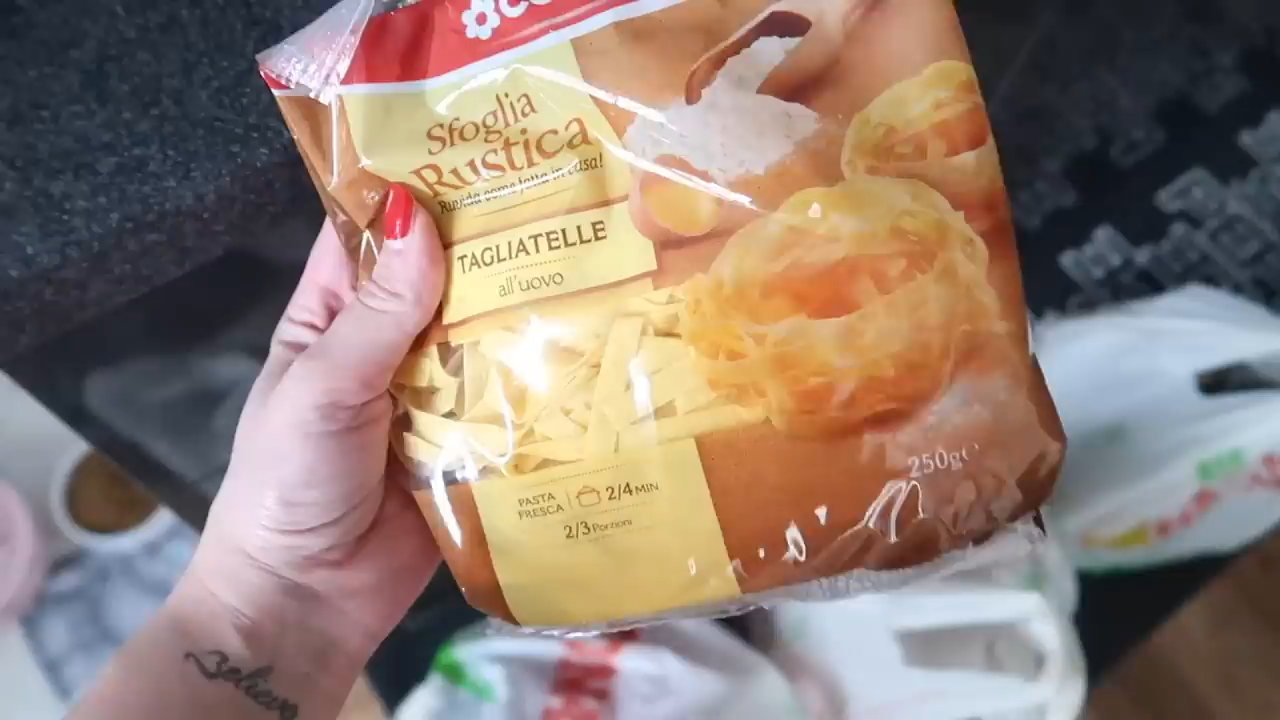 Sfoglia
Rustica
Ruvida come fatta in casa!
TAGLIATELLE
all'uovo
PASTA
FRESCA
2/4 MIN
2/3 Porzioni
250g℮
Believe